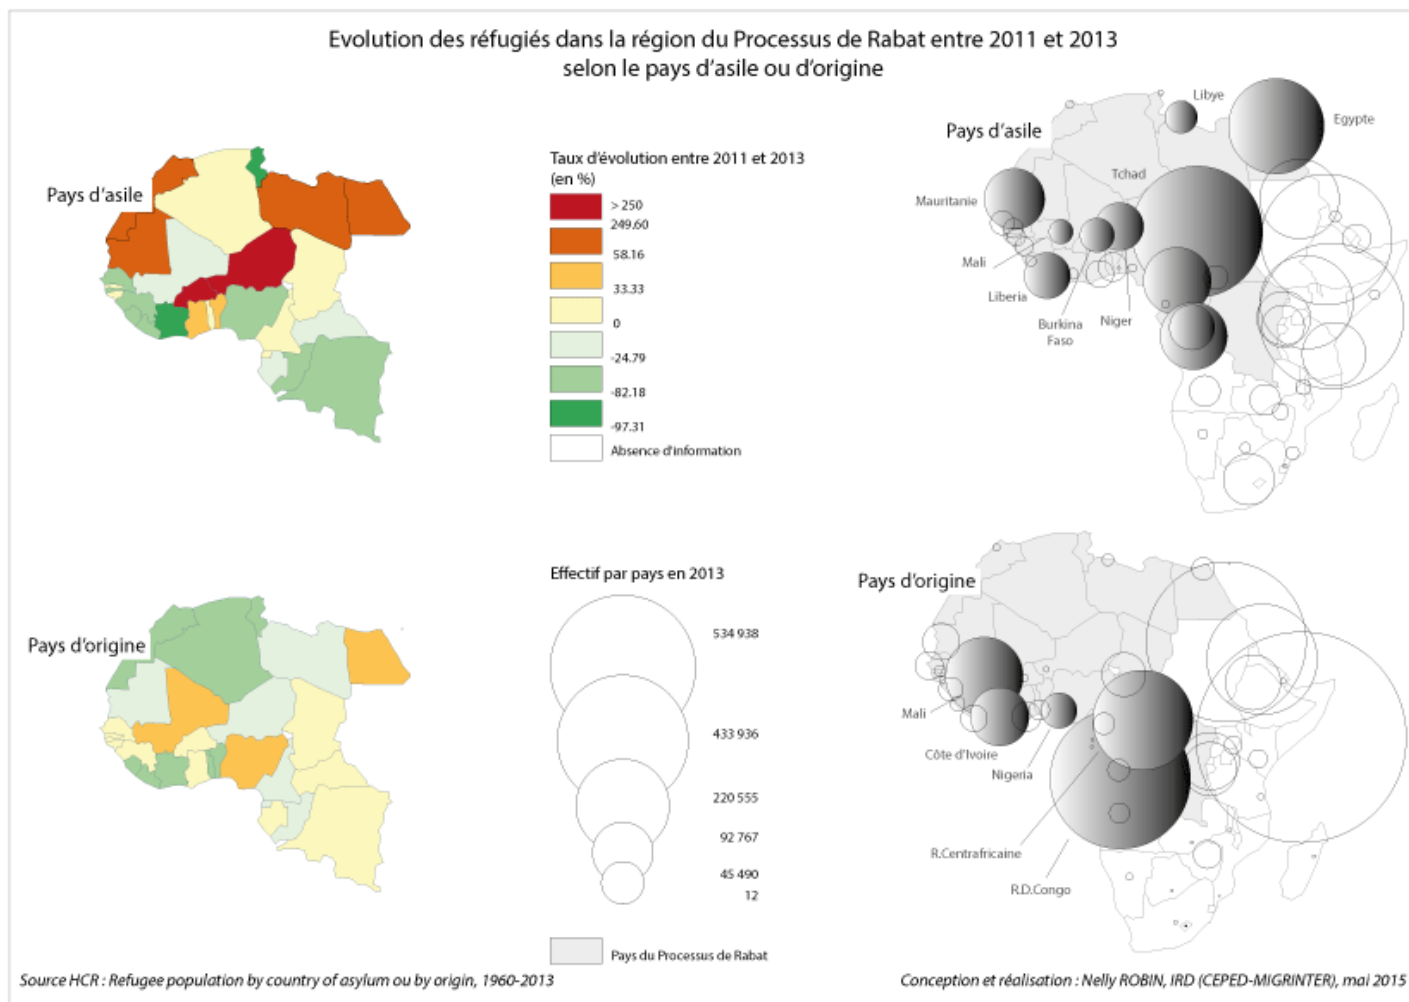 Evolution des réfugiés dans la région du Processus de Rabat entre 2011 et 2013
selon le pays d'asile ou d'origine
Pays d'asile
Taux d'évolution entre 2011 et 2013
(en %)
> 250
249.60
58.16
33.33
0
-24.79
-82.18
-97.31
Absence d'information
Pays d'asile
Libye
Egypte
Tchad
Mauritanie
Mali
Liberia
Burkina
Faso
Niger
Pays d'origine
Effectif par pays en 2013
534 938
433 936
220 555
92 767
45 490
12
Pays du Processus de Rabat
Pays d'origine
Mali
Côte d'Ivoire
Nigeria
R.Centrafricaine
R.D.Congo
Source HCR : Refugee population by country of asylum ou by origin, 1960-2013
Conception et réalisation : Nelly ROBIN, IRD (CEPED-MIGRINTER), mai 2015